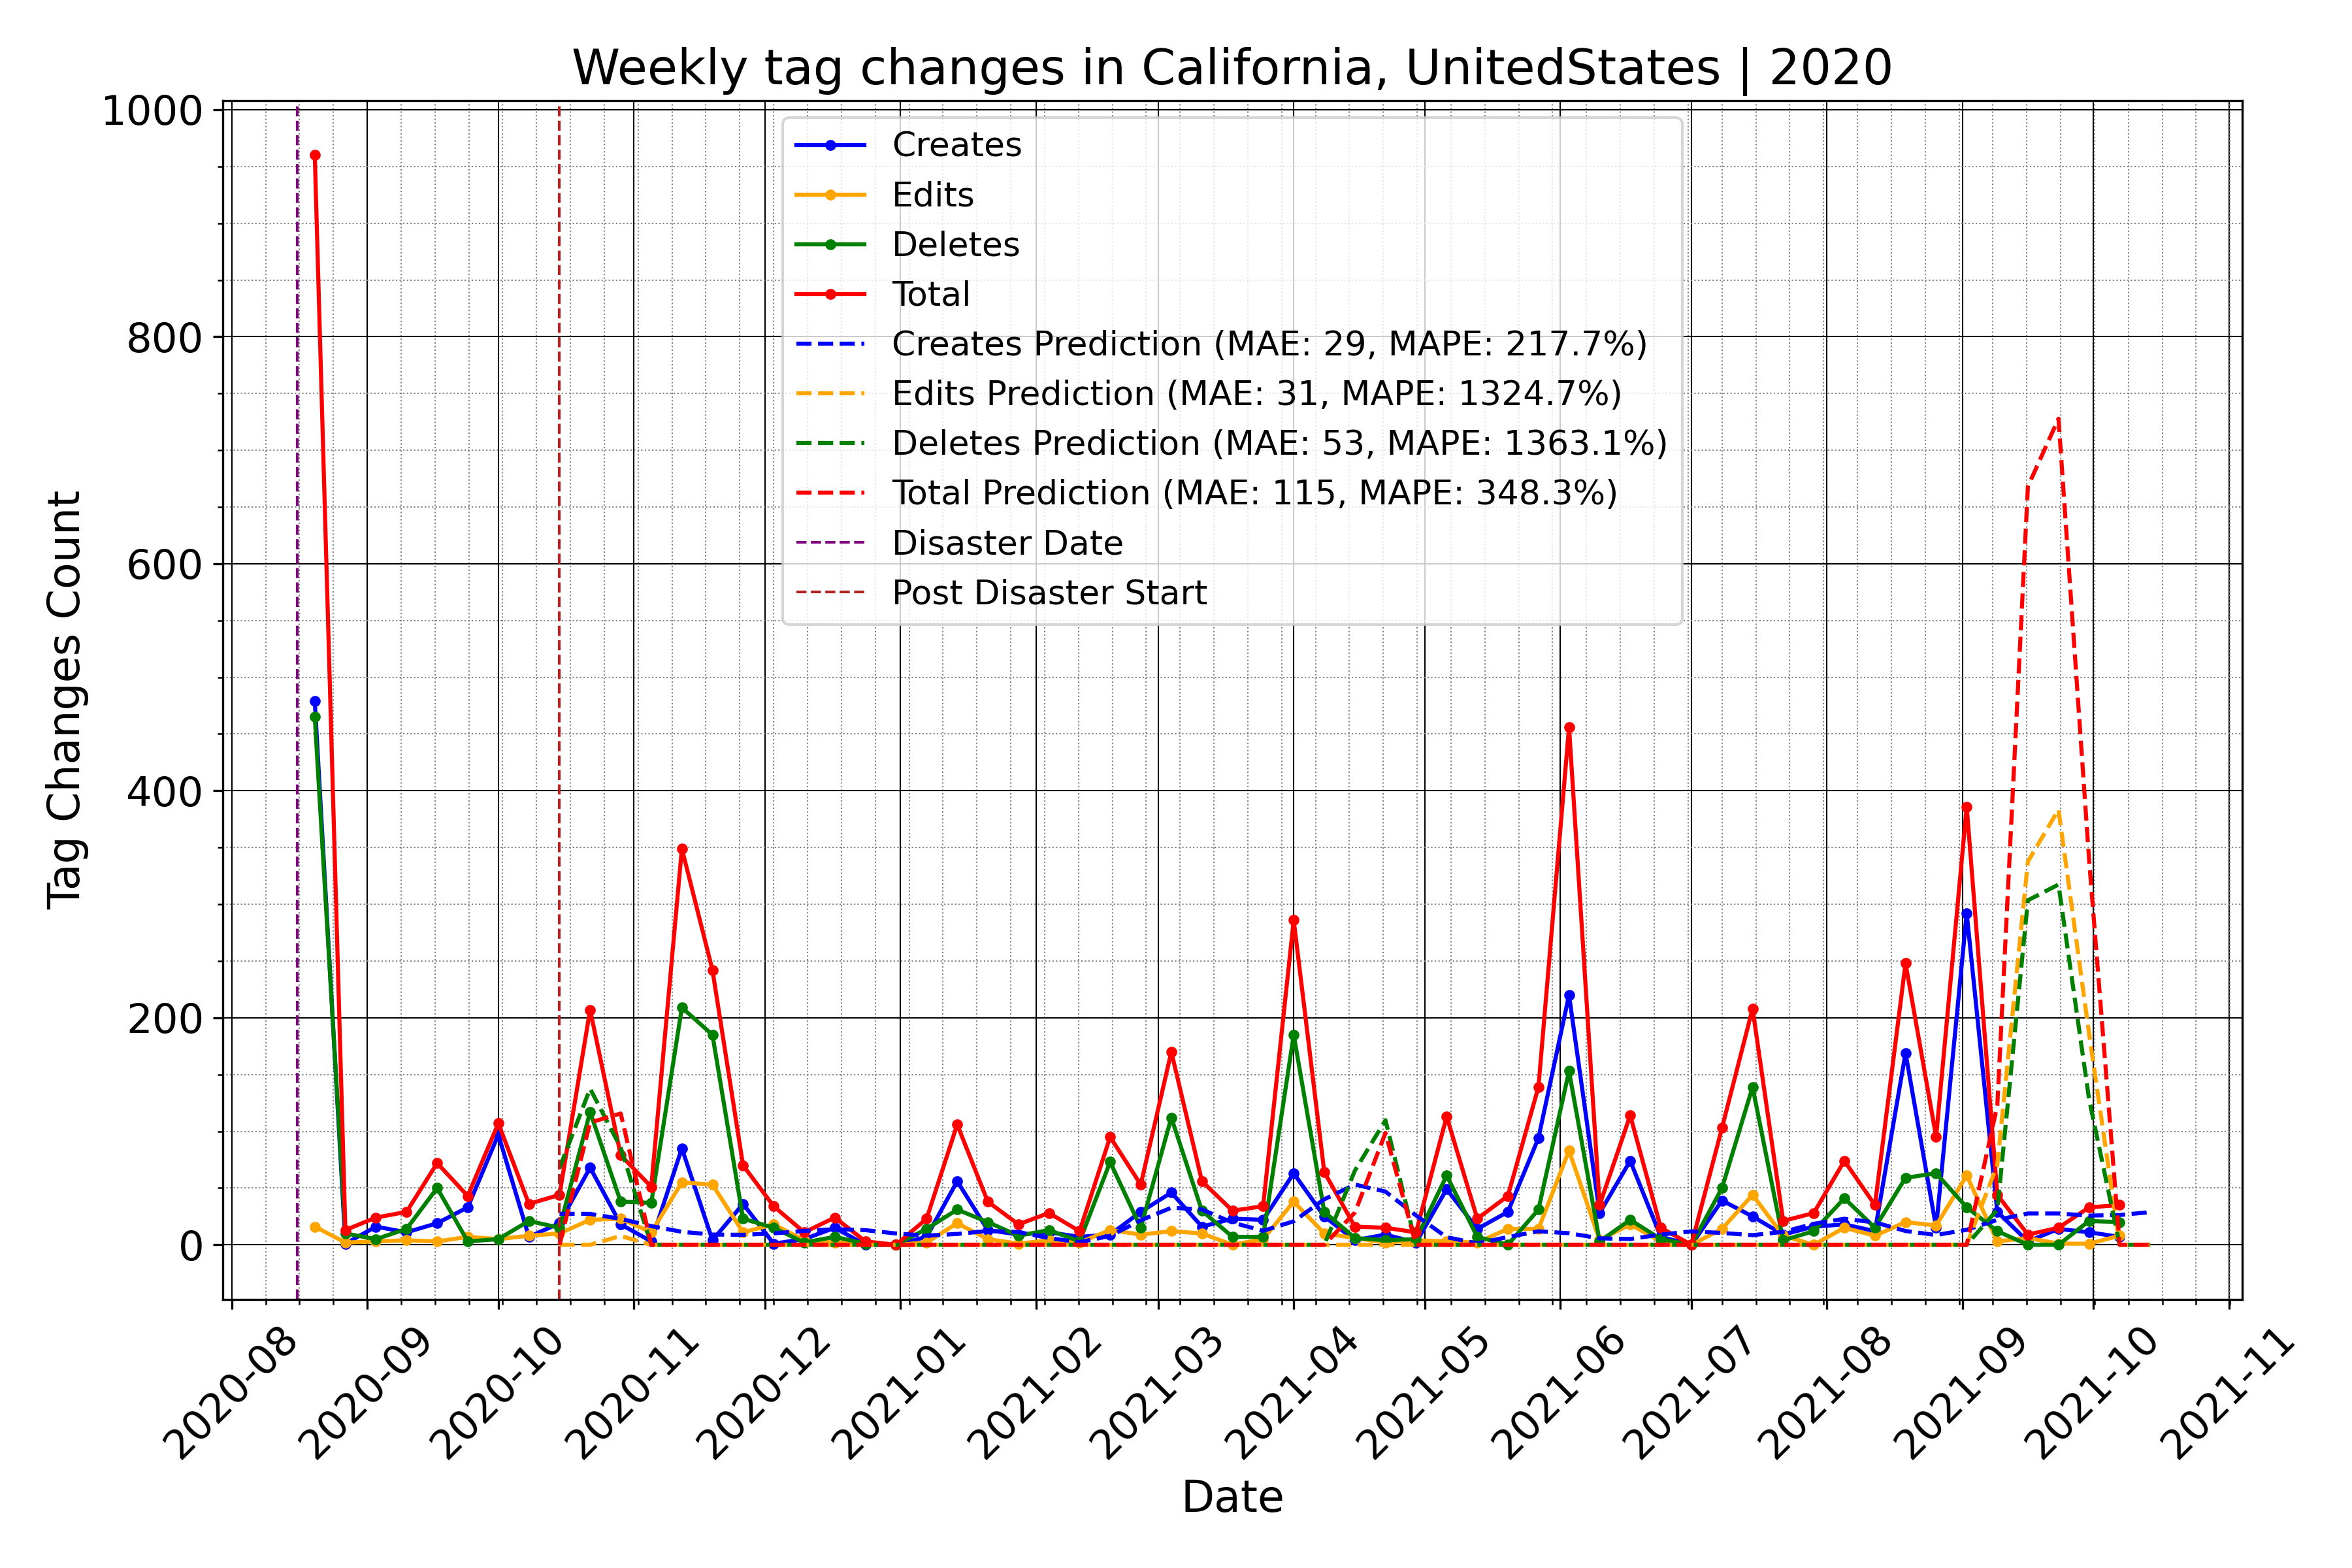 Weekly tag changes in California, UnitedStates | 2020
1000
800
600
400
200
0
Tag Changes Count
Creates
Edits
Deletes
Total
Creates Prediction (MAE: 29, MAPE: 217.7%)
Edits Prediction (MAE: 31, MAPE: 1324.7%)
Deletes Prediction (MAE: 53, MAPE: 1363.1%)
Total Prediction (MAE: 115, MAPE: 348.3%)
Disaster Date
Post Disaster Start
2020-08
2020-09
2020-10
2020-11
2020-12
2021-01
2021-02
2021-03
2021-04
2021-05
2021-06
2021-07
2021-08
2021-09
2021-10
2021-11
Date